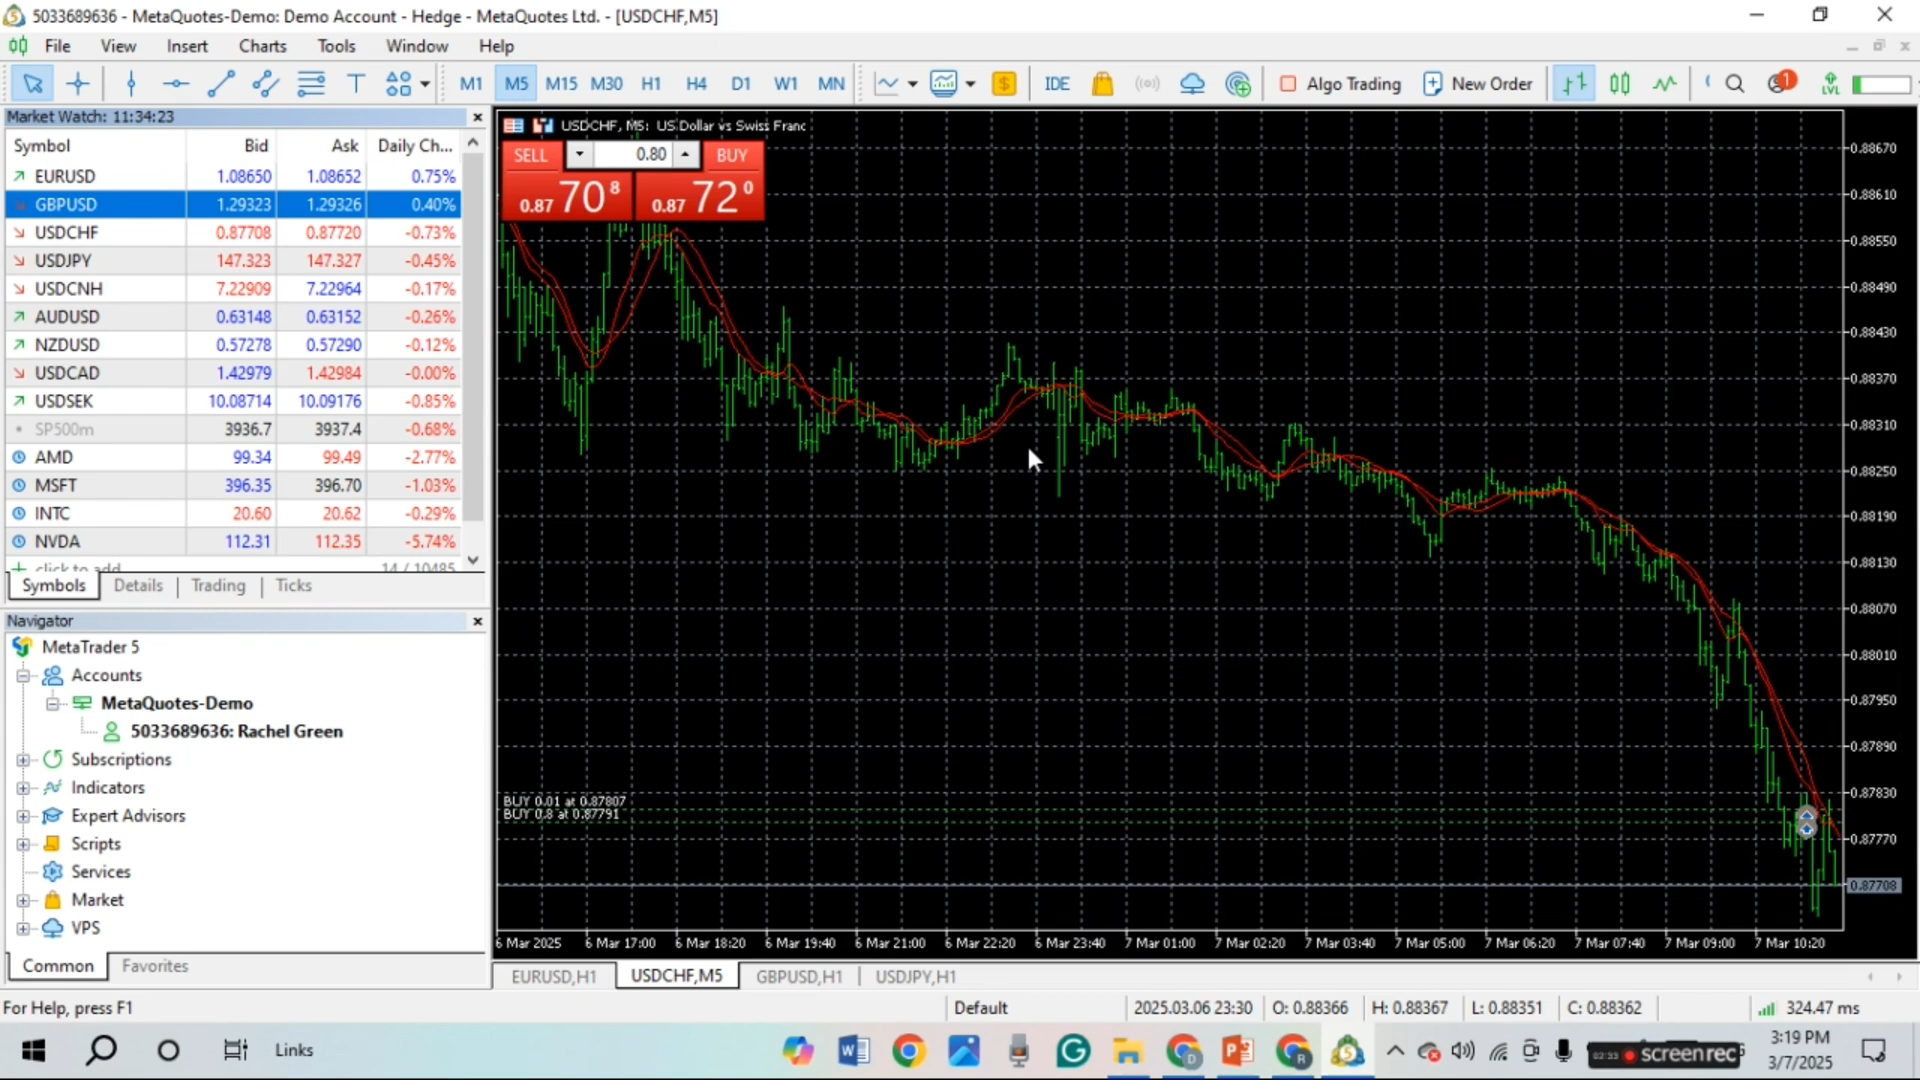 5033689636 - MetaQuotes-Demo: Demo Account - Hedge - MetaQuotes Ltd. - [USDCHF,M5]
File View Insert Charts Tools Window Help
M1 M5 M15 M30 H1 H4 D1 W1 MN IDE Algo Trading New Order 1 LVL
Market Watch: 11:34:23
Symbol Bid Ask Daily Ch...
EURUSD 1.08650 1.08652 0.75%
GBPUSD 1.29323 1.29326 0.40%
USDCHF 0.87708 0.87720 -0.73%
USDJPY 147.323 147.327 -0.45%
USDCNH 7.22909 7.22964 -0.17%
AUDUSD 0.63148 0.63152 -0.26%
NZDUSD 0.57278 0.57290 -0.12%
USDCAD 1.42979 1.42984 -0.00%
USDSEK 10.08714 10.09176 -0.85%
SP500m 3936.7 3937.4 -0.68%
AMD 99.34 99.49 -2.77%
MSFT 396.35 396.70 -1.03%
INTC 20.60 20.62 -0.29%
NVDA 112.31 112.35 -5.74%
click to add 14 / 10485
Symbols Details Trading Ticks
Navigator
MetaTrader 5
Accounts
MetaQuotes-Demo
5033689636: Rachel Green
Subscriptions
Indicators
Expert Advisors
Scripts
Services
Market
VPS
Common Favorites
USDCHF, M5: US Dollar vs Swiss Franc
SELL 0.80 BUY
0.87 70 8 0.87 72 0
0.88670
0.88610
0.88550
0.88490
0.88430
0.88370
0.88310
0.88250
0.88190
0.88130
0.88070
0.88010
0.87950
0.87890
0.87830
0.87770
0.87708
BUY 0.01 at 0.87807
BUY 0.8 at 0.87791
6 Mar 2025 6 Mar 17:00 6 Mar 18:20 6 Mar 19:40 6 Mar 21:00 6 Mar 22:20 6 Mar 23:40 7 Mar 01:00 7 Mar 02:20 7 Mar 03:40 7 Mar 05:00 7 Mar 06:20 7 Mar 07:40 7 Mar 09:00 7 Mar 10:20
EURUSD,H1 USDCHF,M5 GBPUSD,H1 USDJPY,H1
For Help, press F1 Default 2025.03.06 23:30 O: 0.88366 H: 0.88367 L: 0.88351 C: 0.88362 324.47 ms
Links
02:33 screenrec
3:19 PM
3/7/2025